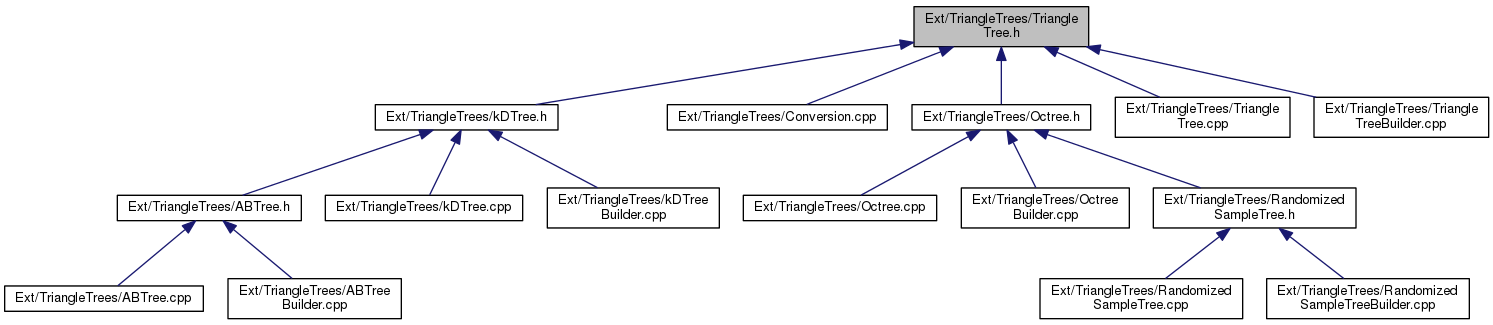 Ext/TriangleTrees/Triangle
Tree.h
Ext/TriangleTrees/kDTree.h
Ext/TriangleTrees/Conversion.cpp
Ext/TriangleTrees/Octree.h
Ext/TriangleTrees/Triangle
Tree.cpp
Ext/TriangleTrees/Triangle
TreeBuilder.cpp
Ext/TriangleTrees/ABTree.h
Ext/TriangleTrees/kDTree.cpp
Ext/TriangleTrees/kDTree
Builder.cpp
Ext/TriangleTrees/Octree.cpp
Ext/TriangleTrees/Octree
Builder.cpp
Ext/TriangleTrees/Randomized
SampleTree.h
Ext/TriangleTrees/ABTree.cpp
Ext/TriangleTrees/ABTree
Builder.cpp
Ext/TriangleTrees/Randomized
SampleTree.cpp
Ext/TriangleTrees/Randomized
SampleTreeBuilder.cpp